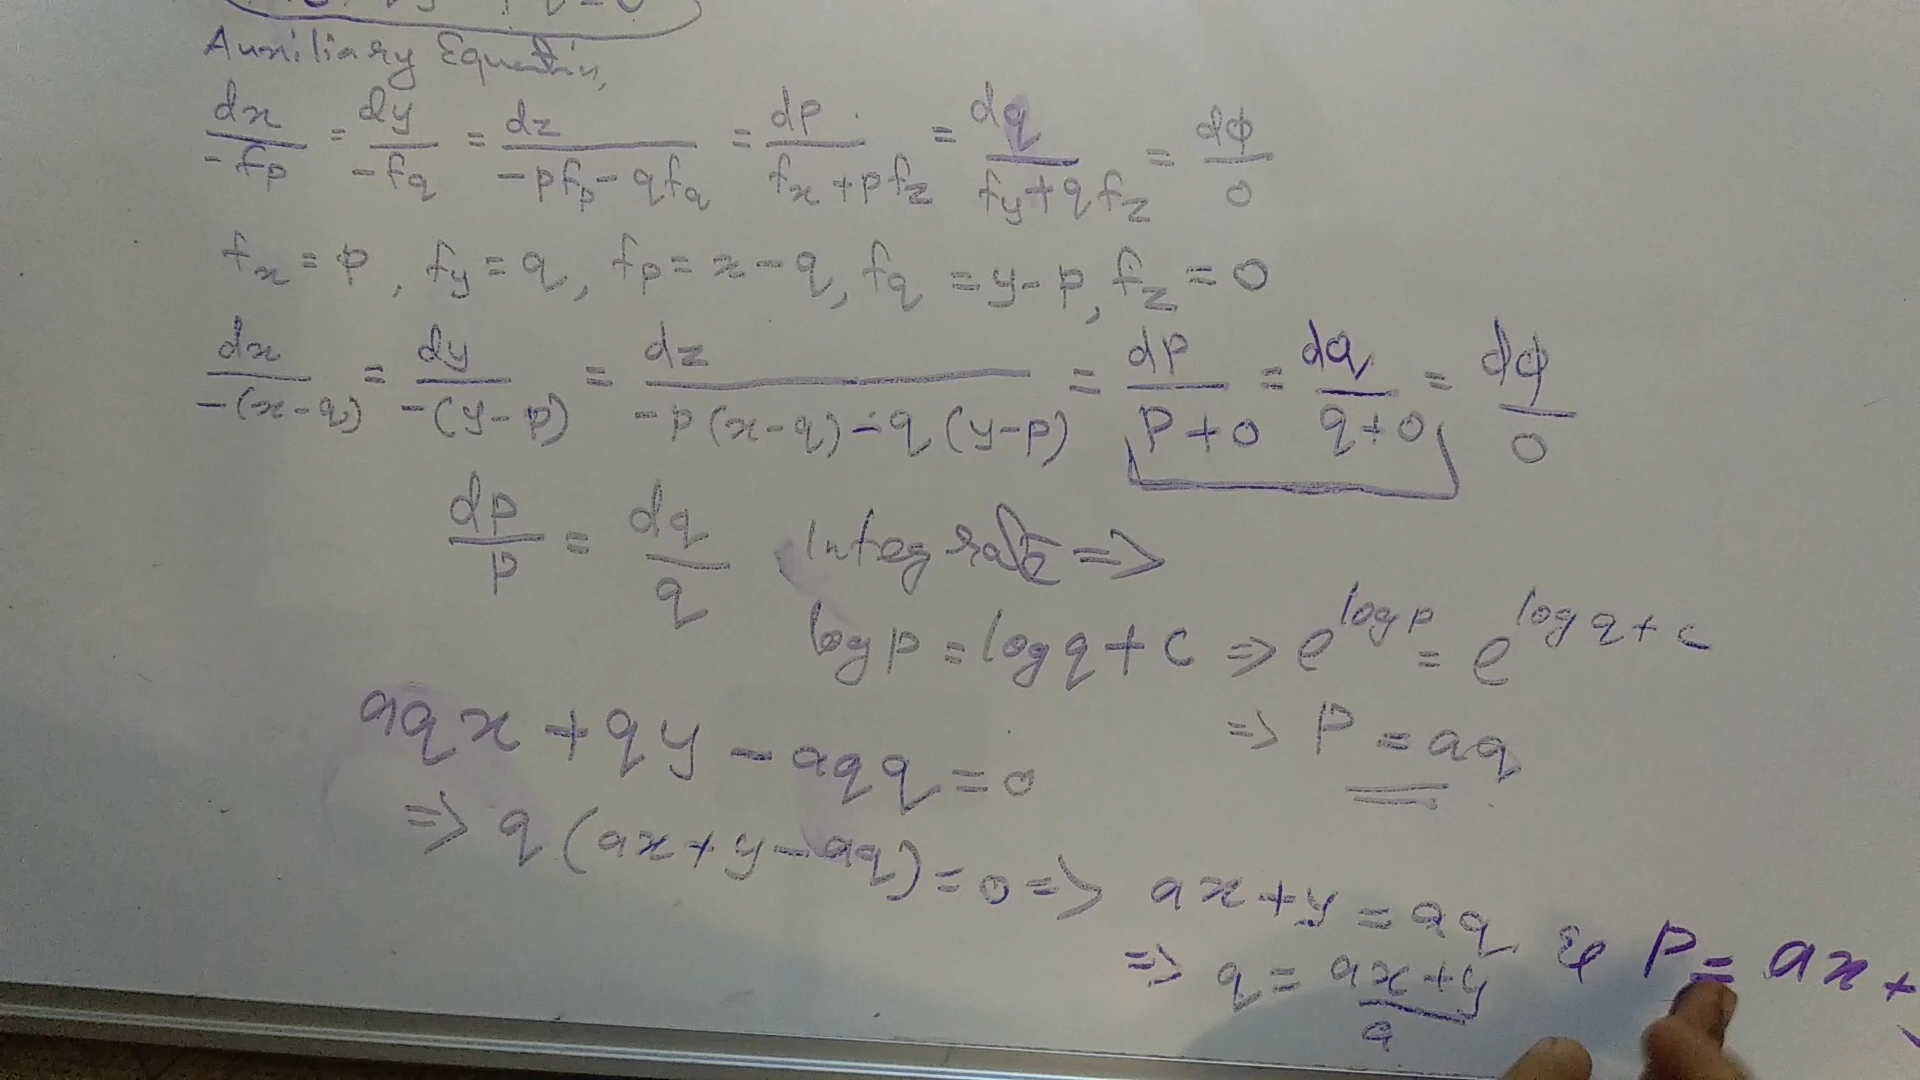 Auxiliary Equation,
dx/-fp = dy/-fq = dz/-pfp-qfq = dp/fx+pfz = dq/fy+qfz = dφ/0
fx = p, fy = q, fp = x-q, fq = y-p, fz = 0
dx/-(x-q) = dy/-(y-p) = dz/-p(x-q)-q(y-p) = dp/p+0 = dq/q+0 = dφ/0
dp/p = dq/q Integrate =>
log p = log q + c => e^log p = e^log q + c
=> P = aq
aqx + qy - aqq = 0
=> q (ax + y - aq) = 0 => ax + y = aq
=> q = ax+y/a & P = ax +